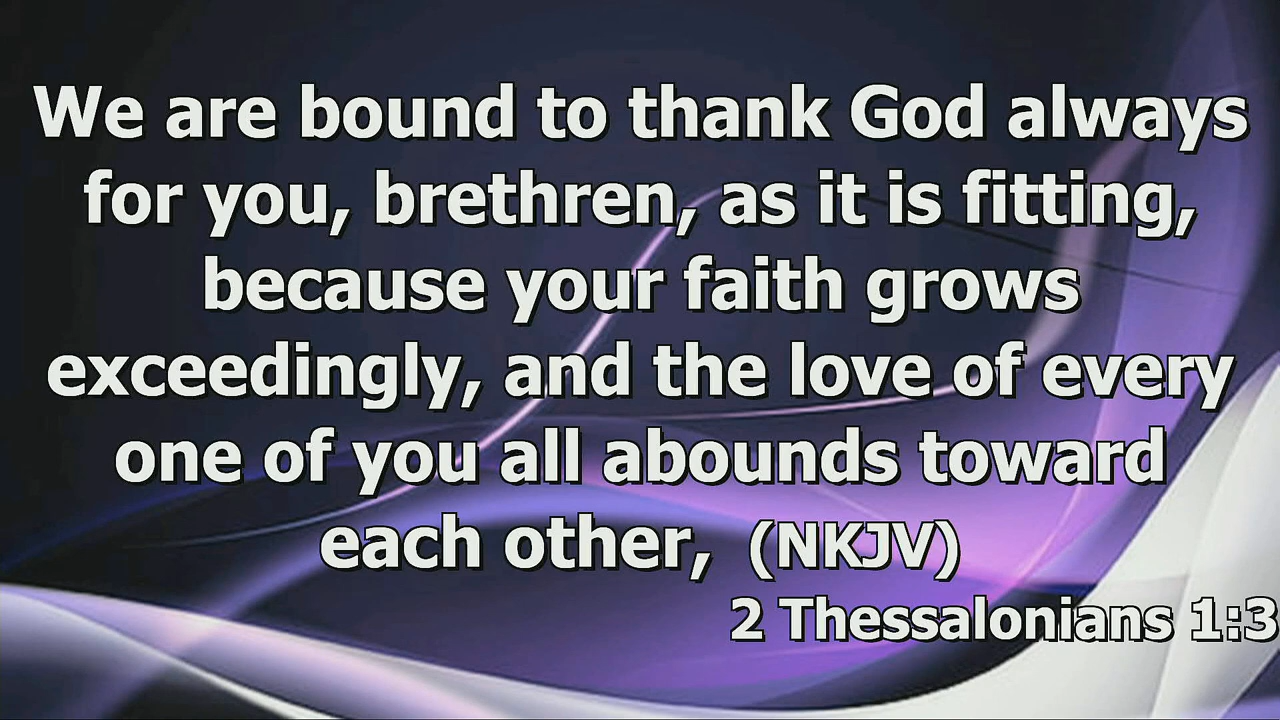 We are bound to thank God always
for you, brethren, as it is fitting,
because your faith grows
exceedingly, and the love of every
one of you all abounds toward
each other, (NKJV)
2 Thessalonians 1:3